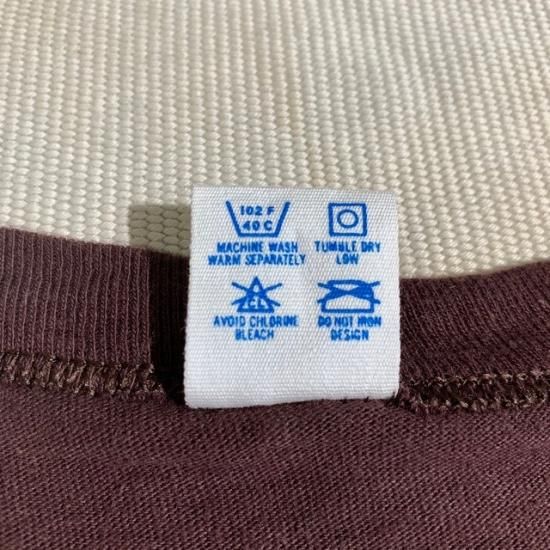 102 F
40 C
MACHINE WASH
WARM SEPARATELY
TUMBLE DRY
LOW
CL
AVOID CHLORINE
BLEACH
DO NOT IRON
DESIGN